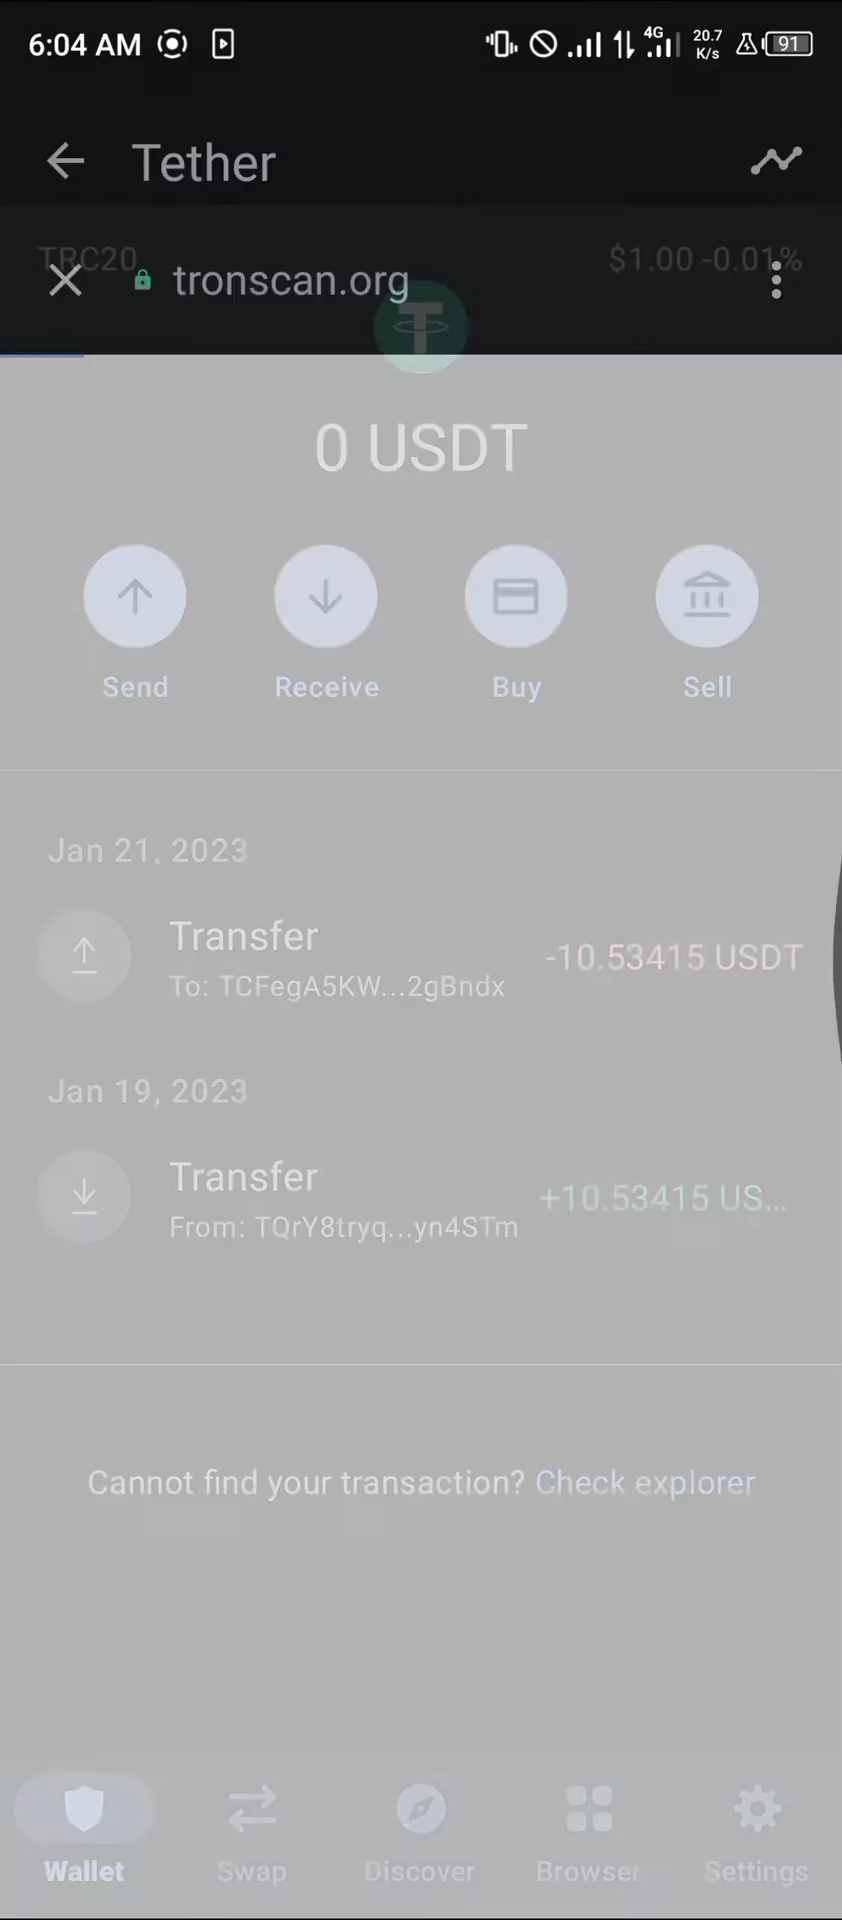 6:04 AM
4G
20.7
K/s
91
Tether
TRC20
$1.00 -0.01%
tronscan.org
0 USDT
Send
Receive
Buy
Sell
Jan 21, 2023
Transfer
-10.53415 USDT
To: TCFegA5KW...2gBndx
Jan 19, 2023
Transfer
+10.53415 US...
From: TQrY8tryq...yn4STm
Cannot find your transaction? Check explorer
Wallet
Swap
Discover
Browser
Settings